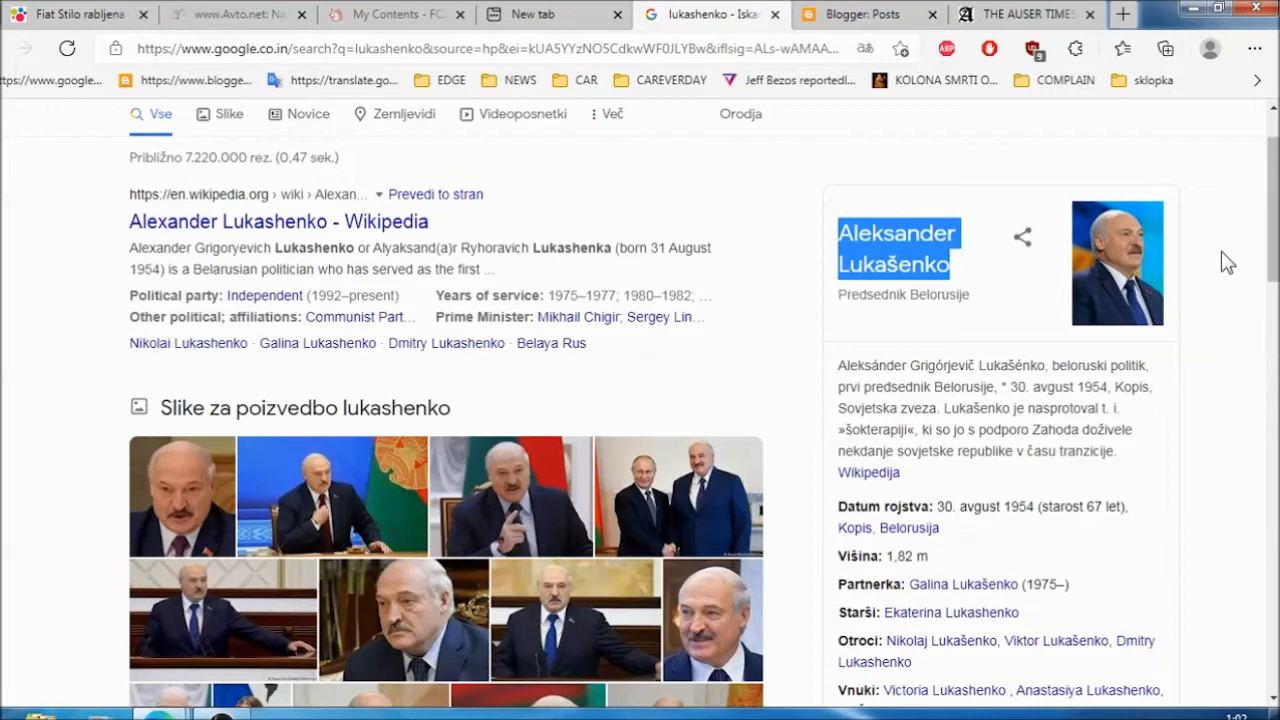 Fiat Stilo rabljena -
www.Avto.net: Na
My Contents - FC.
New tab
lukashenko - Iska
Blogger: Posts
THE AUSER TIMES
https://www.google.co.in/search?q=lukashenko&source=hp&ei=kUA5YYzNO5CdkwWF0JLYBw&iflsig=ALs-wAMAA...
ABP
9
ttps://www.google...
https://www.blogge...
https://translate.go...
EDGE
NEWS
CAR
CAREVERDAY
Jeff Bezos reportedl...
KOLONA SMRTI O...
COMPLAIN
sklopka
Vse
Slike
Novice
Zemljevidi
Videoposnetki
Več
Orodja
Približno 7.220.000 rez. (0,47 sek.)
https://en.wikipedia.org › wiki › Alexan... Prevedi to stran
Alexander Lukashenko - Wikipedia
Alexander Grigoryevich Lukashenko or Alyaksand(a)r Ryhoravich Lukashenka (born 31 August
1954) is a Belarusian politician who has served as the first ...
Political party: Independent (1992–present) Years of service: 1975–1977; 1980–1982; ...
Other political; affiliations: Communist Part... Prime Minister: Mikhail Chigir; Sergey Lin...
Nikolai Lukashenko · Galina Lukashenko · Dmitry Lukashenko · Belaya Rus
Slike za poizvedbo lukashenko
Aleksander
Lukašenko
Predsednik Belorusije
Aleksánder Grigórjevič Lukašénko, beloruski politik,
prvi predsednik Belorusije, * 30. avgust 1954, Kopis,
Sovjetska zveza. Lukašenko je nasprotoval t. i.
»šokterapiji«, ki so jo s podporo Zahoda doživele
nekdanje sovjetske republike v času tranzicije.
Wikipedija
Datum rojstva: 30. avgust 1954 (starost 67 let),
Kopis, Belorusija
Višina: 1,82 m
Partnerka: Galina Lukašenko (1975–)
Starši: Ekaterina Lukashenko
Otroci: Nikolaj Lukašenko, Viktor Lukašenko, Dmitry
Lukashenko
Vnuki: Victoria Lukashenko , Anastasiya Lukashenko,
1:02